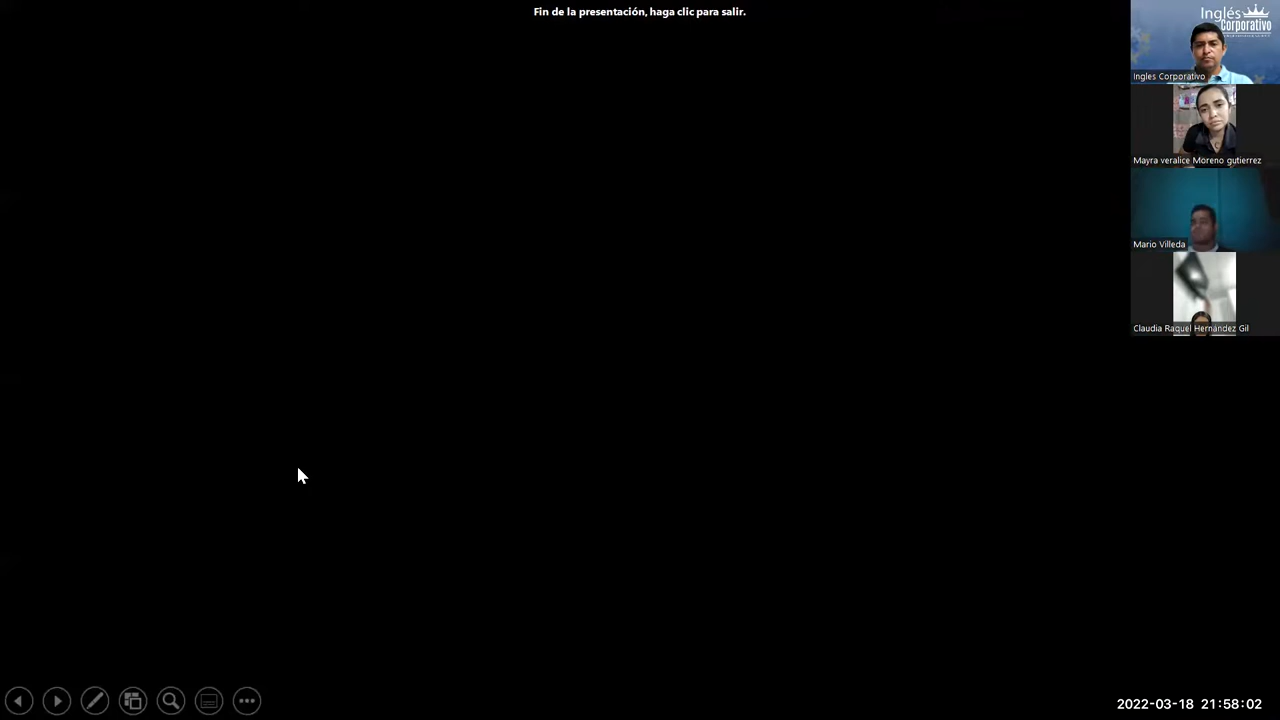 Fin de la presentación, haga clic para salir.
Inglés
Corporativo
Ingles Corporativo
Mayra veralice Moreno gutierrez
Mario Villeda
Claudia Raquel Hernández Gil
2022-03-18 21:58:02